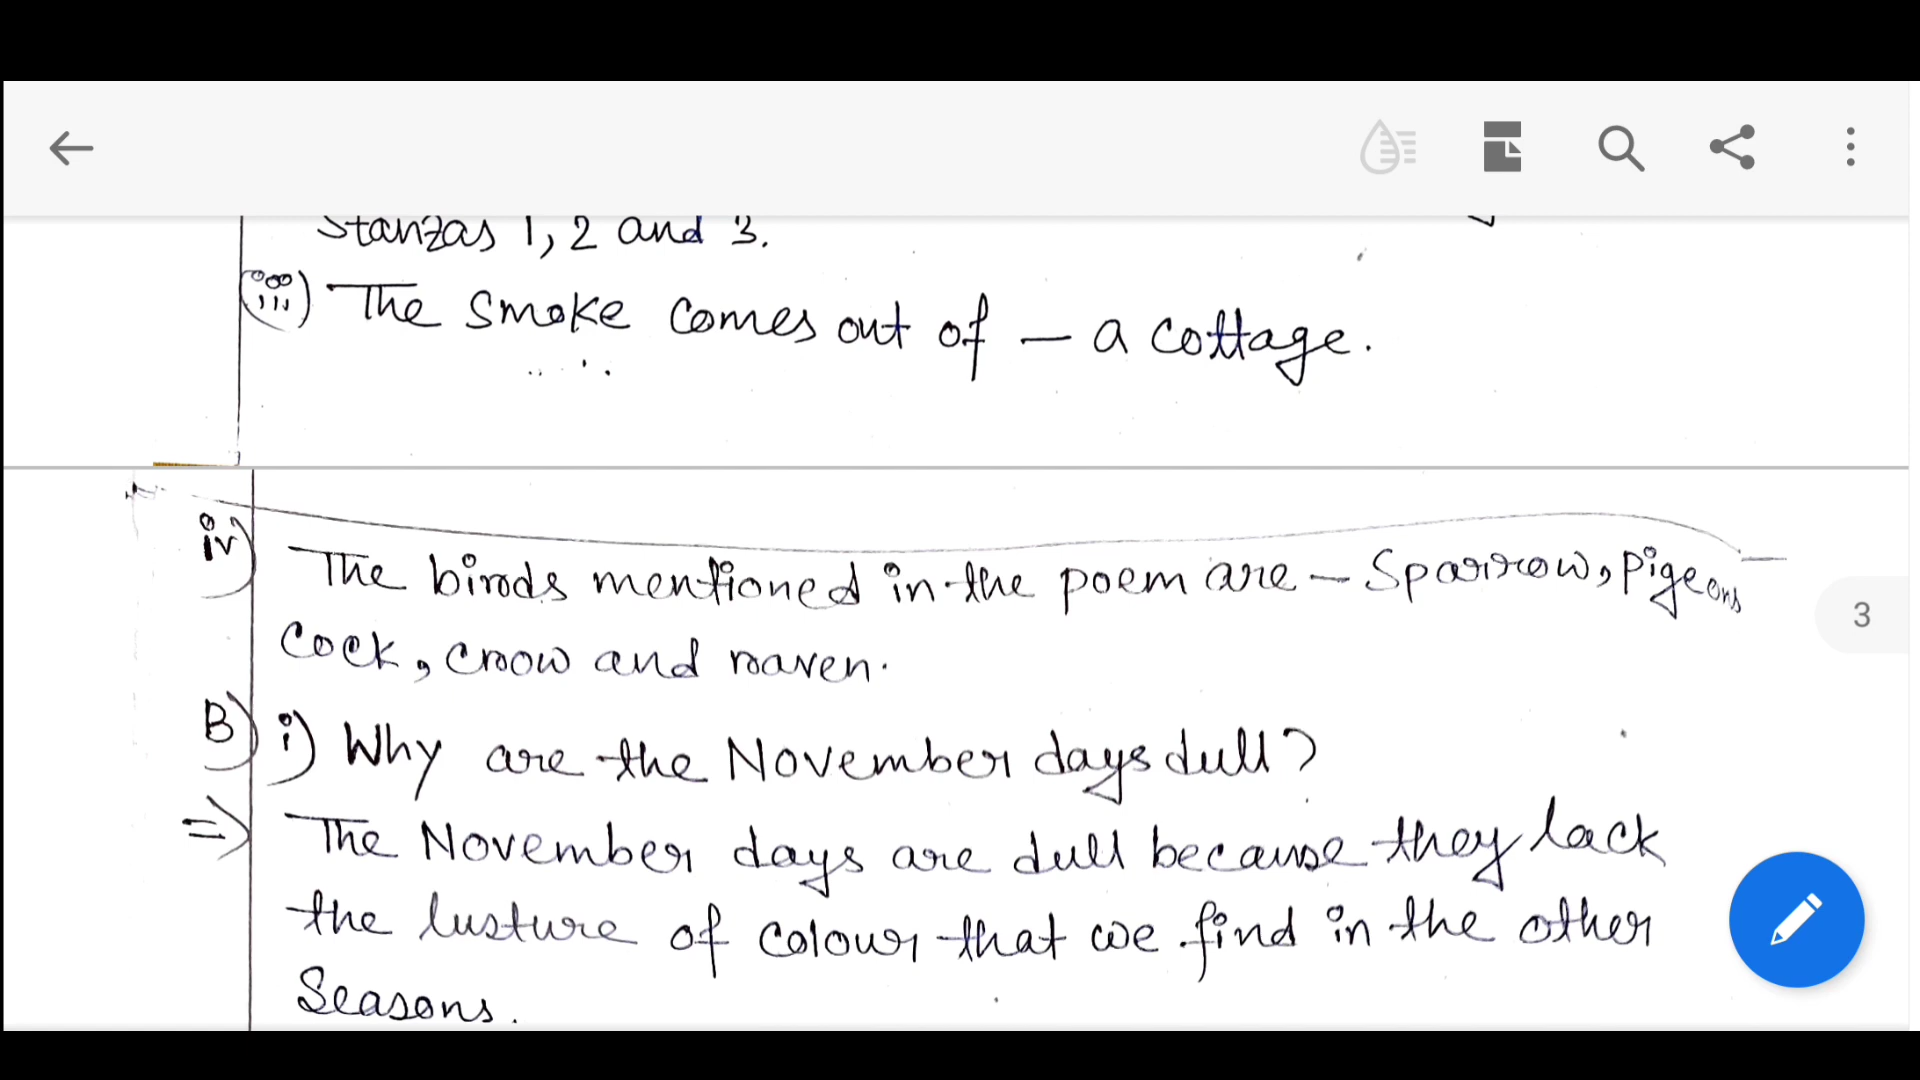 Stanzas 1, 2 and 3.
iii) The smoke comes out of – a cottage.
iv) The birds mentioned in the poem are – Sparrow, pigeons
cock, crow and raven.
B) i) Why are the November days dull?
=> The November days are dull because they lack
the lusture of colour that we find in the other
Seasons.
3